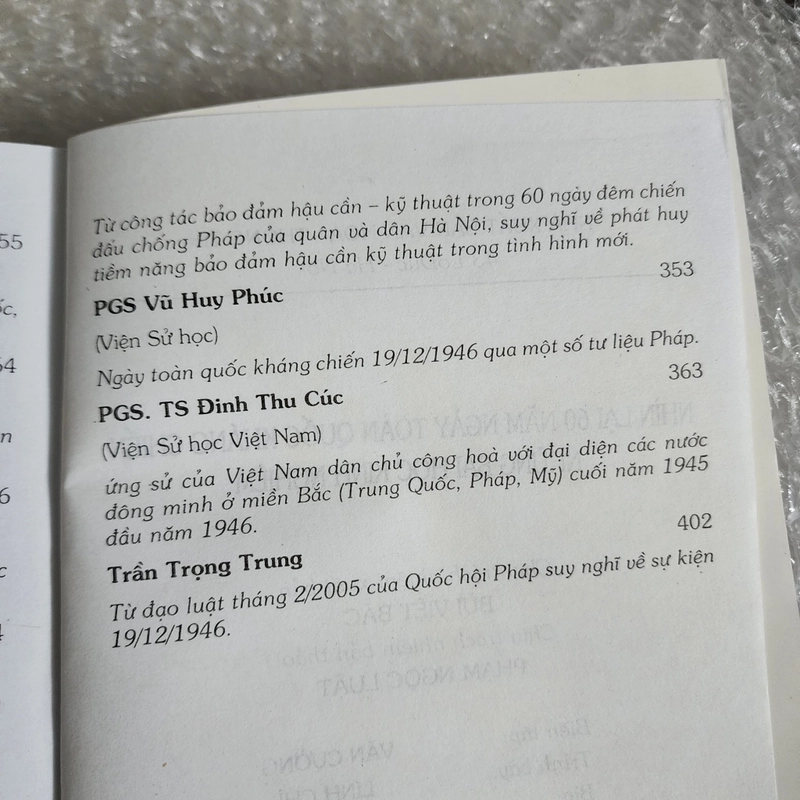 55
ốc,
54
n
6
c
4
Từ công tác bảo đảm hậu cần – kỹ thuật trong 60 ngày đêm chiến
đấu chống Pháp của quân và dân Hà Nội, suy nghĩ về phát huy
tiềm năng bảo đảm hậu cần kỹ thuật trong tình hình mới.
353
PGS Vũ Huy Phúc
(Viện Sử học)
Ngày toàn quốc kháng chiến 19/12/1946 qua một số tư liệu Pháp.
363
PGS. TS Đinh Thu Cúc
(Viện Sử học Việt Nam)
ứng sử của Việt Nam dân chủ công hoà với đại diện các nước
đông minh ở miền Bắc (Trung Quốc, Pháp, Mỹ) cuối năm 1945
đầu năm 1946.
402
Trần Trọng Trung
Từ đạo luật tháng 2/2005 của Quốc hội Pháp suy nghĩ về sự kiện
19/12/1946.